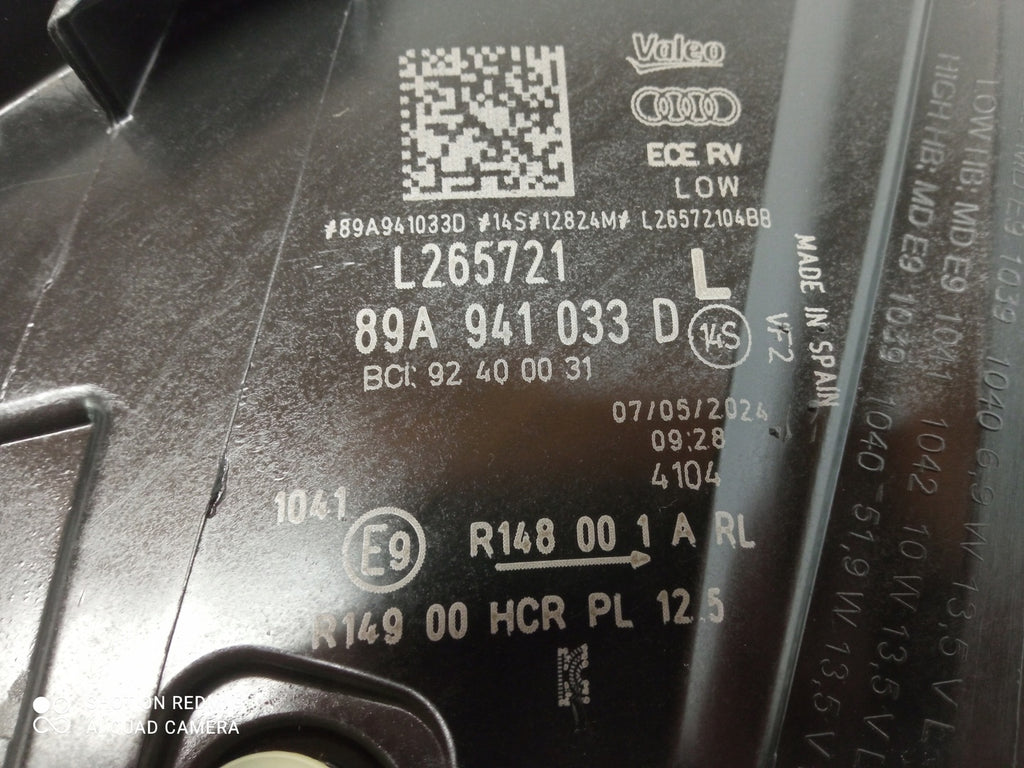 Valeo
ECE RV
LOW
#89A941033D #14S#12824M# L26572104BB
L265721
L
89A 941 033 D
14S
VF2
MADE IN SPAIN
BCI: 92 40 00 31
07/05/2024
09:28
4104
1041
E9
R148 00 1 A RL
R149 00 HCR PL 12.5
1039 1040 6,9 W 13,5 V L
LOW HB: MD E9 1041 1042 10 W 13,5 V L
HIGH HB: MD E9 1039 1040 51,9 W 13,5 V
AI QUAD CAMERA